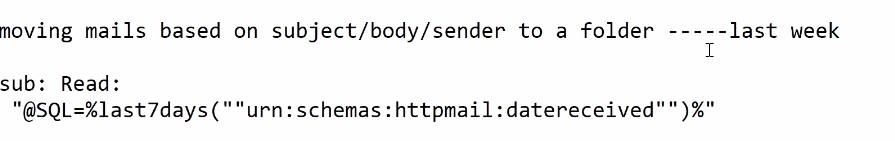 moving mails based on subject/body/sender to a folder -----last week
sub: Read:
"@SQL=%last7days(""urn:schemas:httpmail:datereceived"")%"